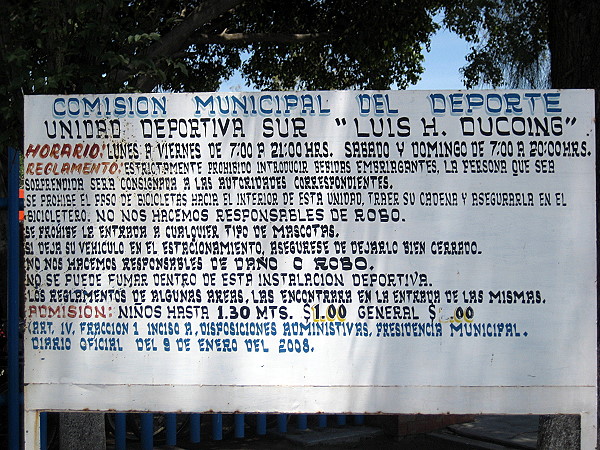 COMISION MUNICIPAL DEL DEPORTE
UNIDAD DEPORTIVA SUR "LUIS H. DUCOING"
HORARIO: LUNES A VIERNES DE 7:00 A 21:00 HRS. SABADO Y DOMINGO DE 7:00 A 20:00 HRS.
REGLAMENTO: ESTRICTAMENTE PROHIBIDO INTRODUCIR BEBIDAS EMBRIAGANTES, LA PERSONA QUE SEA
SORPRENDIDA SERA CONSIGNADA A LAS AUTORIDADES CORRESPONDIENTES.
SE PROHIBE EL PASO DE BICICLETAS HACIA EL INTERIOR DE ESTA UNIDAD, TRAER SU CADENA Y ASEGURARLA EN EL
BICICLETERO. NO NOS HACEMOS RESPONSABLES DE ROBO.
SE PROHIBE LA ENTRADA A CUALQUIER TIPO DE MASCOTAS.
SI DEJA SU VEHICULO EN EL ESTACIONAMIENTO, ASEGURESE DE DEJARLO BIEN CERRADO.
NO NOS HACEMOS RESPONSABLES DE DAÑO O ROBO.
NO SE PUEDE FUMAR DENTRO DE ESTA INSTALACION DEPORTIVA.
LOS REGLAMENTOS DE ALGUNAS AREAS, LAS ENCONTRARA EN LA ENTRADA DE LAS MISMAS.
ADMISION: NIÑOS HASTA 1.30 MTS. $1.00 GENERAL $ .00
(ART. IV, FRACCION 1 INCISO A, DISPOSICIONES ADMINISTIVAS, PRESIDENCIA MUNICIPAL.
DIARIO OFICIAL DEL 9 DE ENERO DEL 2008.